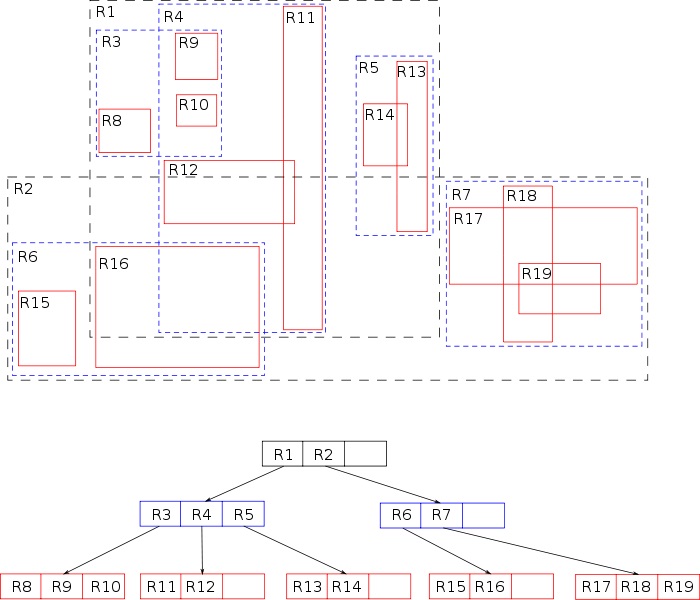 R1
R4
R11
R3
R9
R5
R13
R10
R8
R14
R12
R2
R7
R18
R17
R6
R16
R19
R15
R1 R2
R3 R4 R5
R6 R7
R8 R9 R10
R11 R12
R13 R14
R15 R16
R17 R18 R19